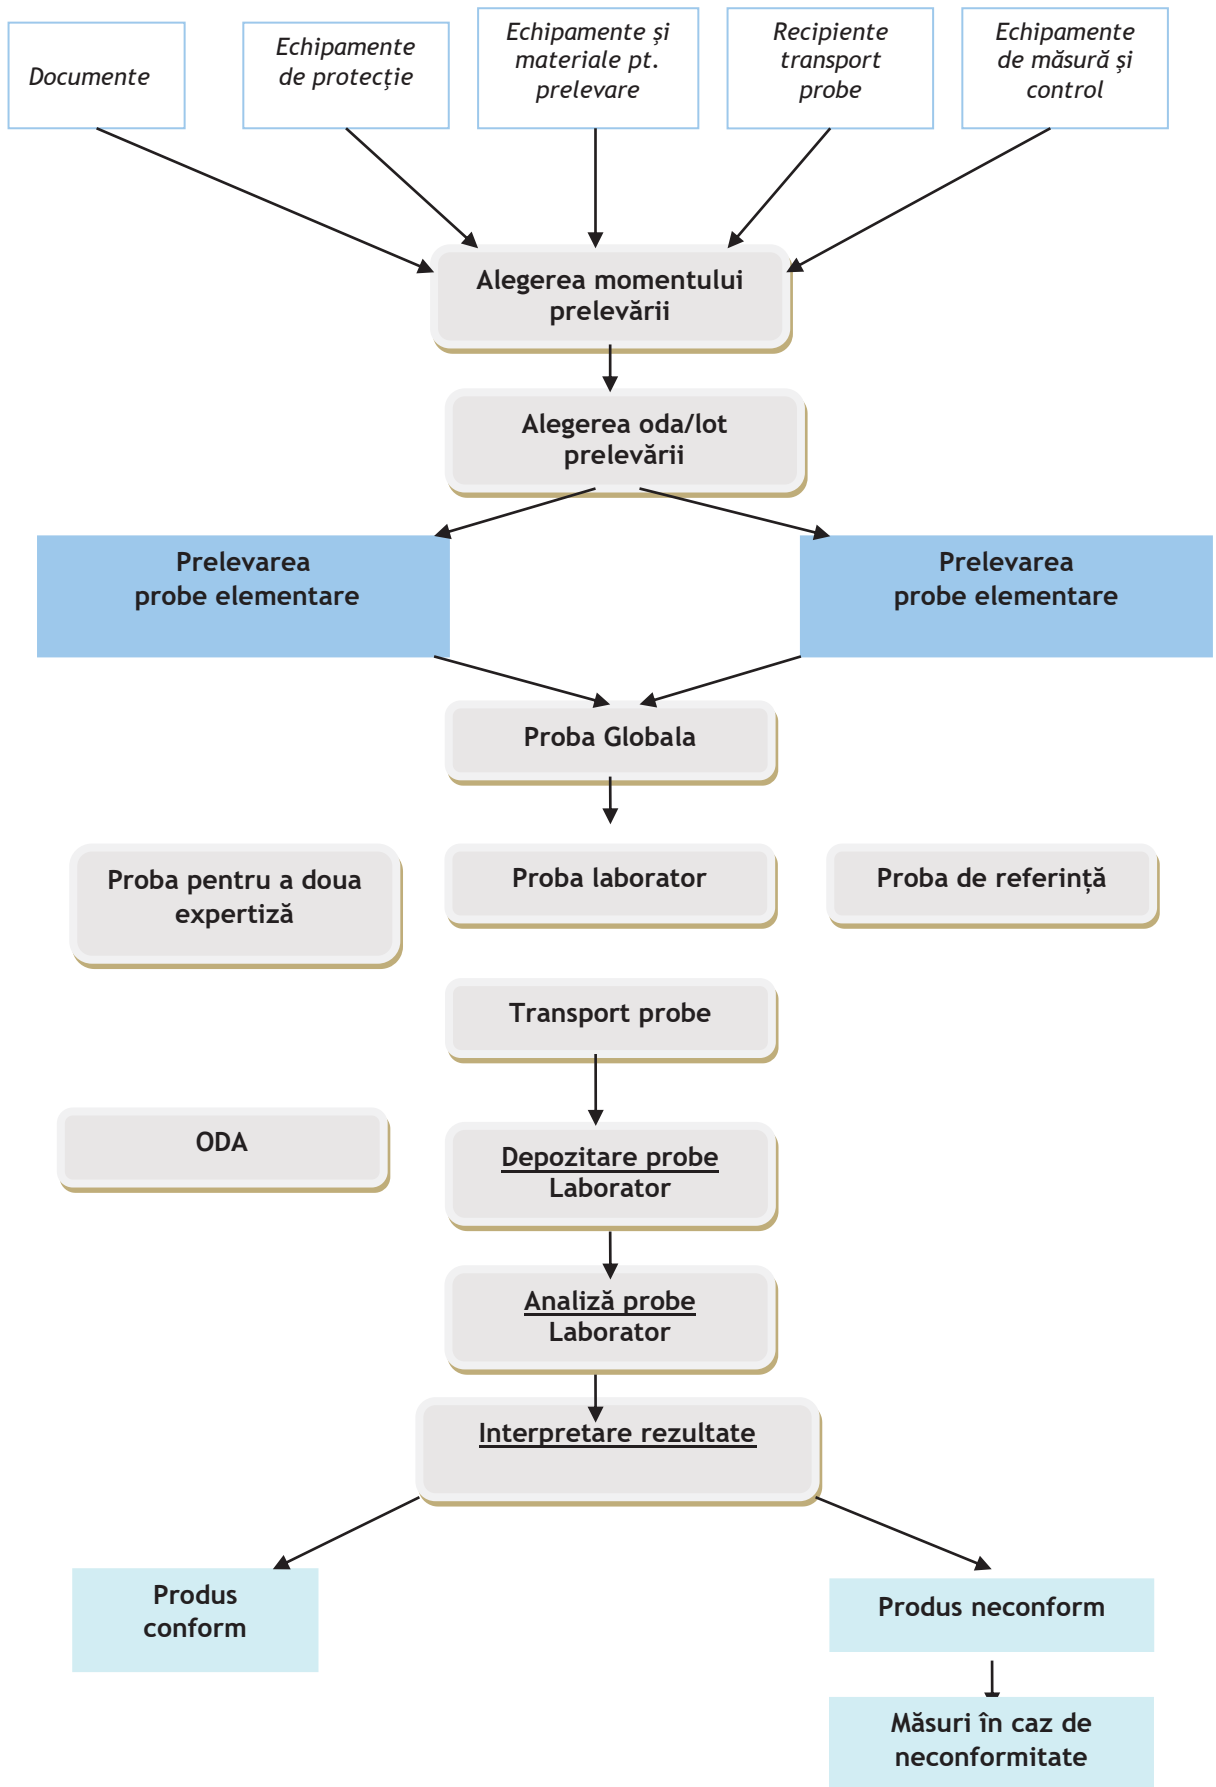 Documente
Echipamente
de protecție
Echipamente și
materiale pt.
prelevare
Recipiente
transport
probe
Echipamente
de măsură și
control
Alegerea momentului
prelevării
Alegerea oda/lot
prelevării
Prelevarea
probe elementare
Prelevarea
probe elementare
Proba Globala
Proba pentru a doua
expertiză
Proba laborator
Proba de referință
Transport probe
ODA
Depozitare probe
Laborator
Analiză probe
Laborator
Interpretare rezultate
Produs
conform
Produs neconform
Măsuri în caz de
neconformitate